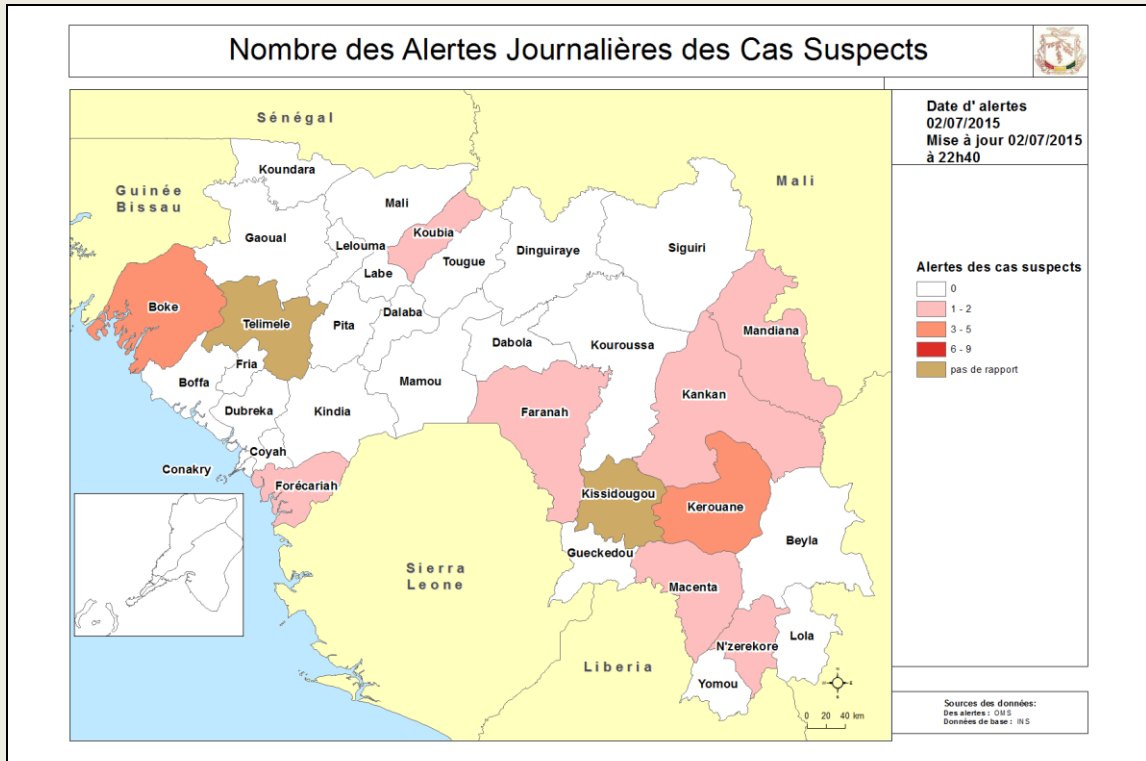 Nombre des Alertes Journalières des Cas Suspects
Date d' alertes
02/07/2015
Mise à jour 02/07/2015
à 22h40
Sénégal
Koundara
Guinée
Bissau
Mali
Mali
Koubia
Gaoual
Lelouma
Dinguiraye
Siguiri
Tougue
Labe
Alertes des cas suspects
0
1 - 2
3 - 5
6 - 9
pas de rapport
Boke
Telimele
Pita
Dalaba
Mandiana
Dabola
Kouroussa
Fria
Boffa
Mamou
Kankan
Dubreka
Kindia
Faranah
Coyah
Conakry
Forécariah
Kissidougou
Kerouane
Beyla
Gueckedou
Sierra
Leone
Macenta
Lola
N'zerekore
Liberia
Yomou
0 20 40 km
Sources des données:
Des alertes : OMS
Données de base : INS